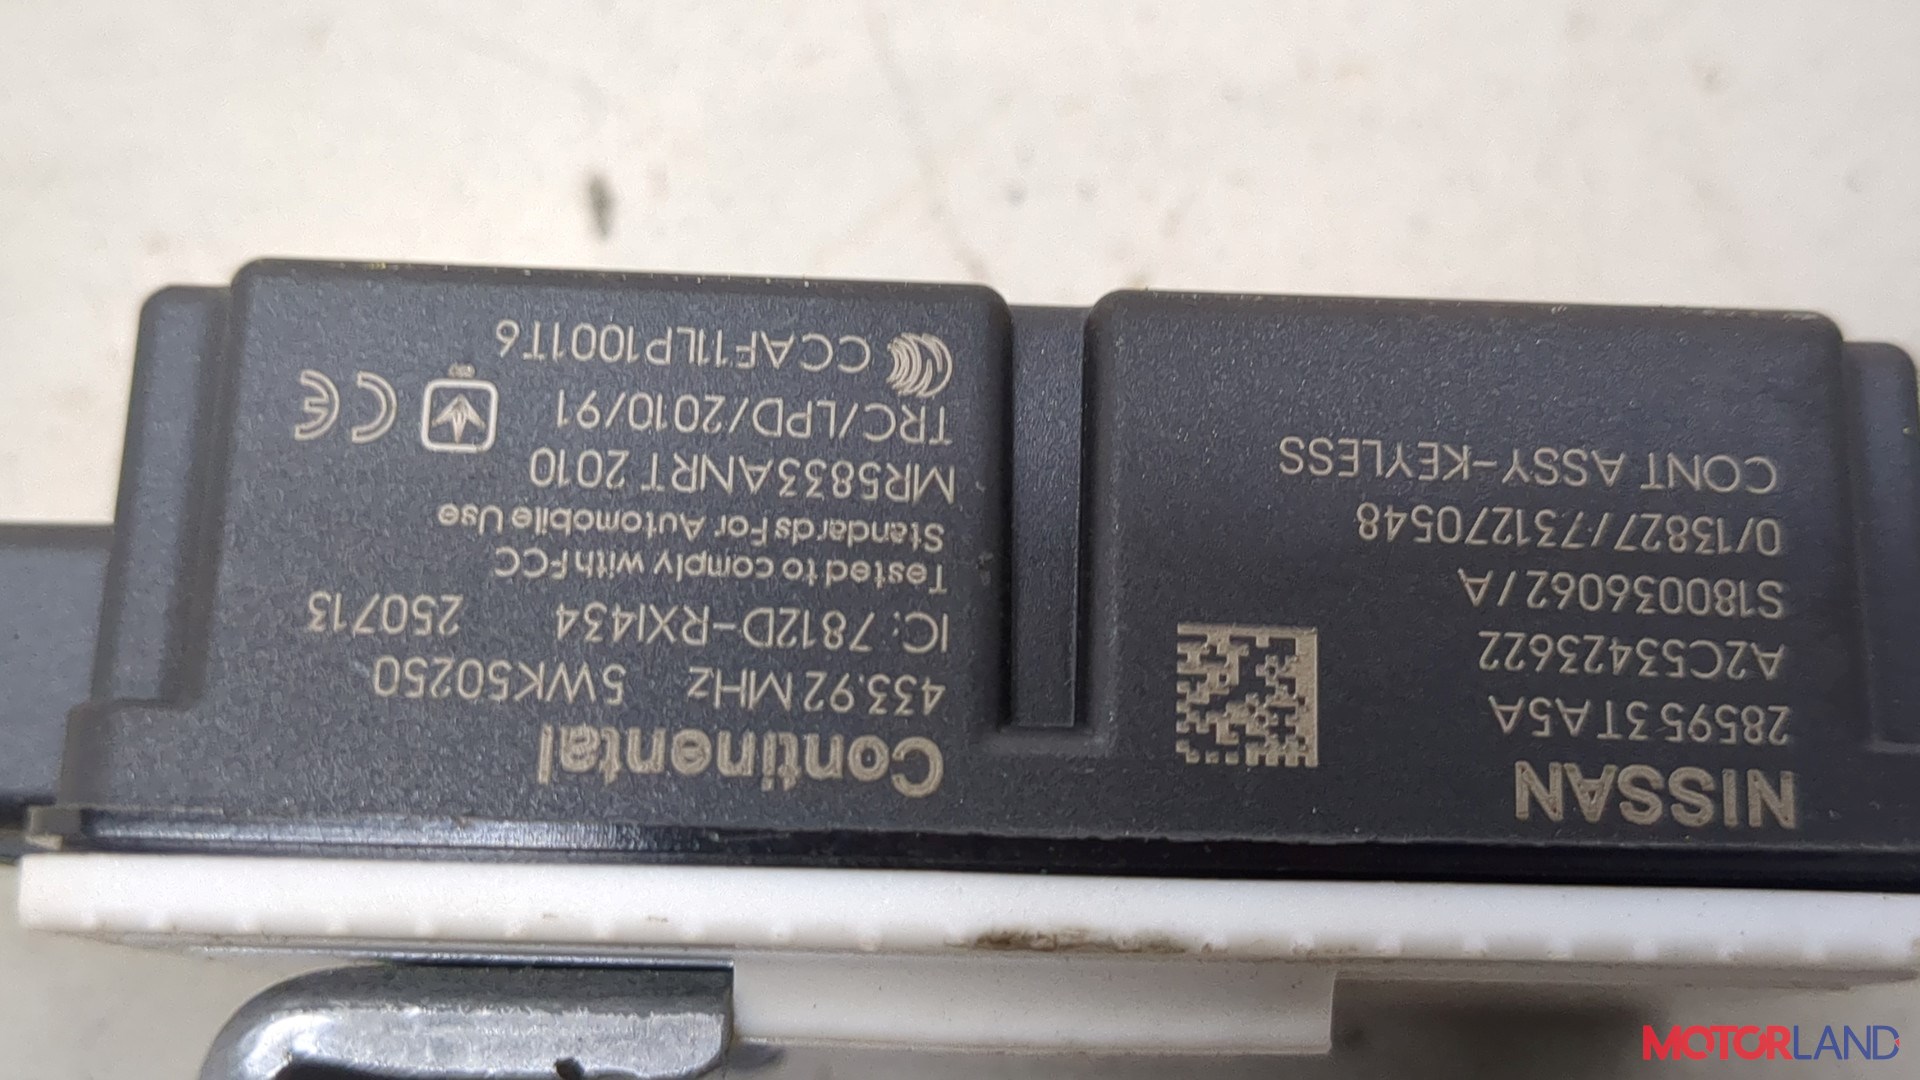 NISSAN
28595 3TA5A
A2C53423622
S180036062/A
0/13827/731270548
CONT ASSY-KEYLESS
Continental
433.92 MHz 5WK50250
IC: 7812D-RXI434 250713
Tested to comply with FCC
Standards For Automobile Use
MR5833ANRT 2010
TRC/LPD/2010/91
CCAF11LP1001T6
CE
MOTORLAND